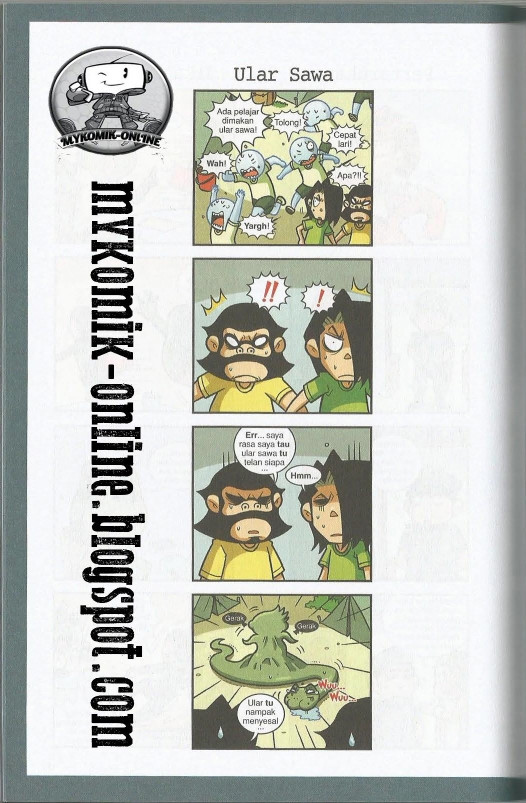 Ular Sawa
MYKOMIK-ONLINE
mykomik-online.blogspot.com
Ada pelajar
dimakan
ular sawa!
Tolong!
Cepat
lari!
Wah!
Apa?!!
Yargh!
!!
!
Err... saya
rasa saya tau
ular sawa tu
telan siapa
...
Hmm...
Gerak
Gerak
...
Wuu...
Wuu...
Ular tu
nampak
menyesal
...